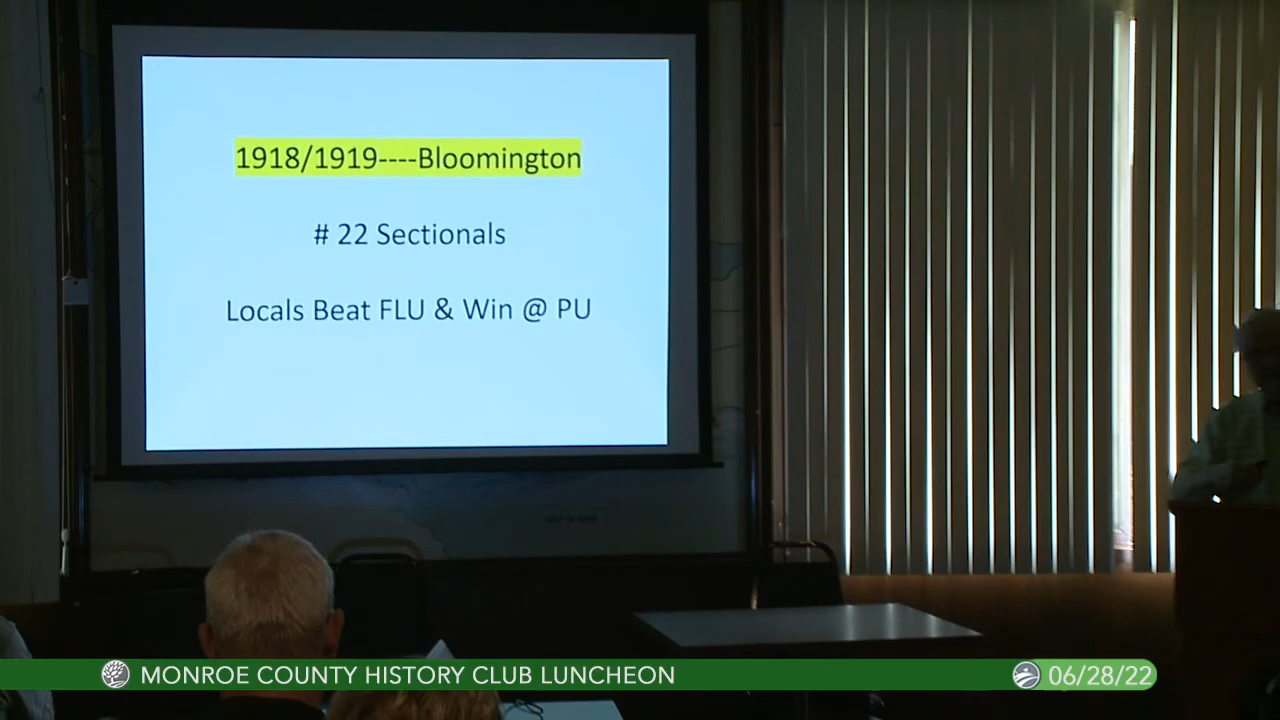 1918/1919----Bloomington
# 22 Sectionals
Locals Beat FLU & Win @ PU
MONROE COUNTY HISTORY CLUB LUNCHEON
06/28/22